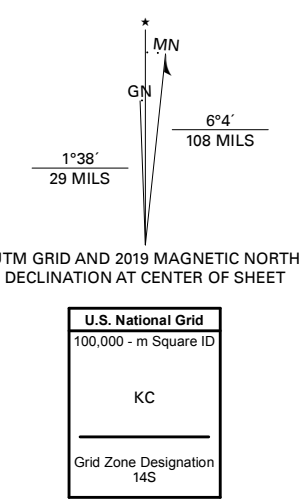 ★
MN
GN
6°4´
108 MILS
1°38´
29 MILS
UTM GRID AND 2019 MAGNETIC NORTH
DECLINATION AT CENTER OF SHEET
U.S. National Grid
100,000 - m Square ID
KC
Grid Zone Designation
14S